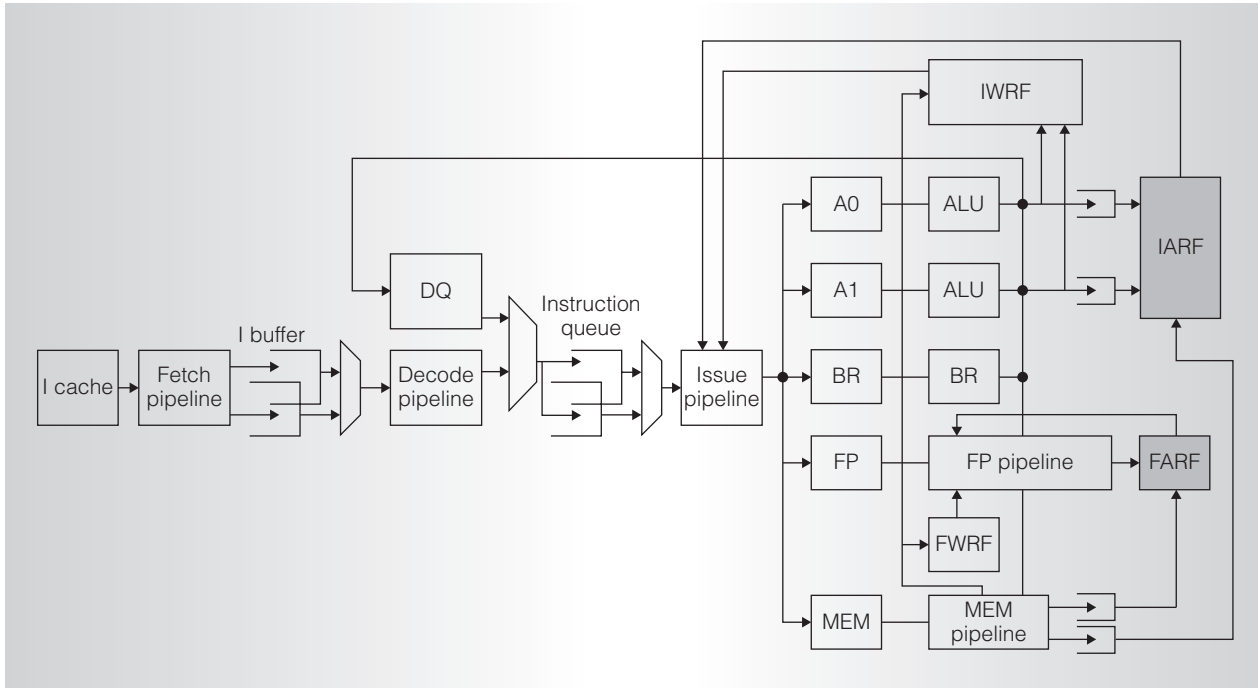 IWRF
A0
ALU
IARF
DQ
A1
ALU
I buffer
Instruction
queue
I cache
Fetch
pipeline
Decode
pipeline
Issue
pipeline
BR
BR
FP
FP pipeline
FARF
FWRF
MEM
MEM
pipeline